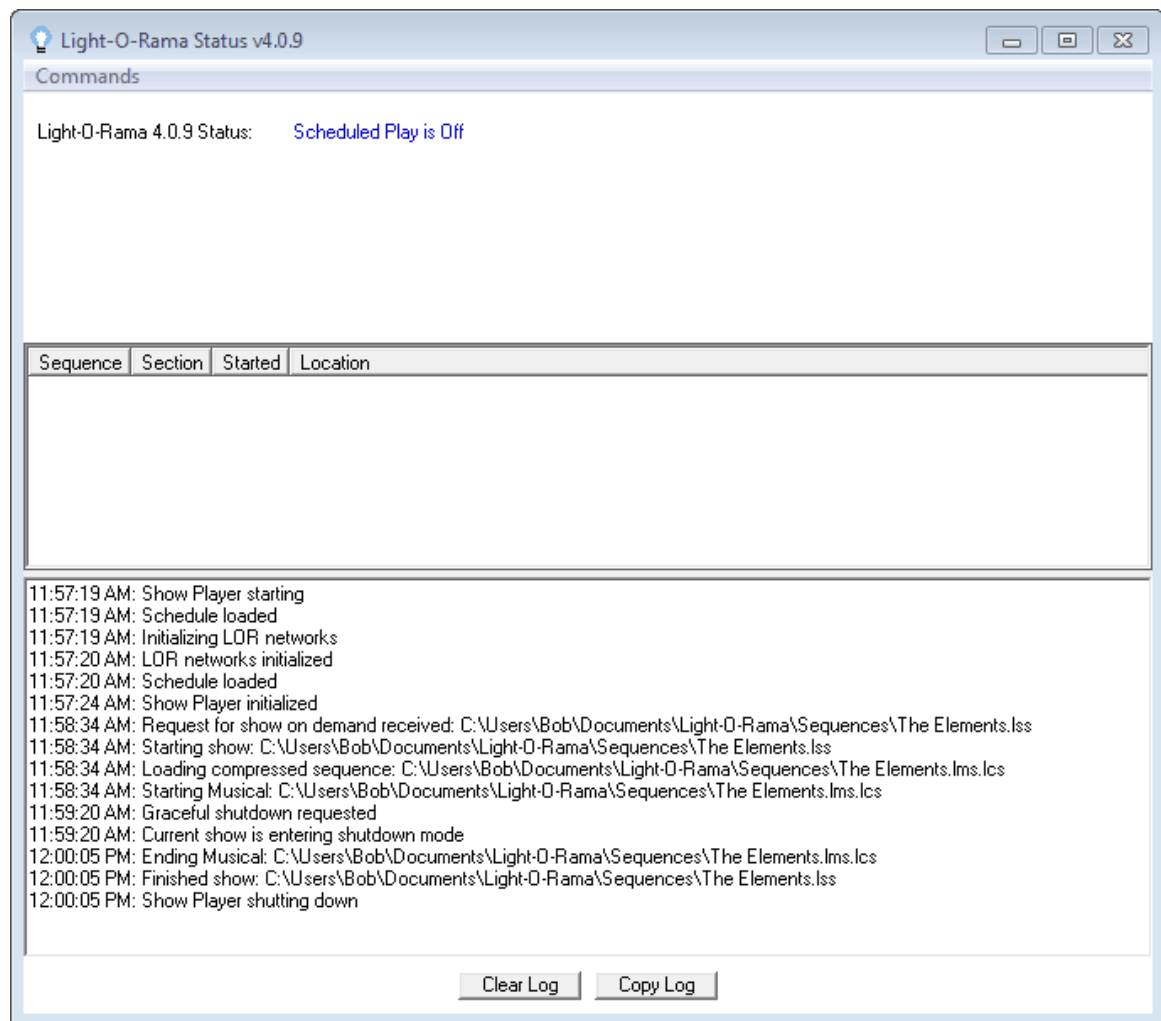 Light-O-Rama Status v4.0.9
Commands
Light-O-Rama 4.0.9 Status: Scheduled Play is Off
Sequence Section Started Location
11:57:19 AM: Show Player starting
11:57:19 AM: Schedule loaded
11:57:19 AM: Initializing LOR networks
11:57:20 AM: LOR networks initialized
11:57:20 AM: Schedule loaded
11:57:24 AM: Show Player initialized
11:58:34 AM: Request for show on demand received: C:\Users\Bob\Documents\Light-O-Rama\Sequences\The Elements.lss
11:58:34 AM: Starting show: C:\Users\Bob\Documents\Light-O-Rama\Sequences\The Elements.lss
11:58:34 AM: Loading compressed sequence: C:\Users\Bob\Documents\Light-O-Rama\Sequences\The Elements.lms.lcs
11:58:34 AM: Starting Musical: C:\Users\Bob\Documents\Light-O-Rama\Sequences\The Elements.lms.lcs
11:59:20 AM: Graceful shutdown requested
11:59:20 AM: Current show is entering shutdown mode
12:00:05 PM: Ending Musical: C:\Users\Bob\Documents\Light-O-Rama\Sequences\The Elements.lms.lcs
12:00:05 PM: Finished show: C:\Users\Bob\Documents\Light-O-Rama\Sequences\The Elements.lss
12:00:05 PM: Show Player shutting down
Clear Log Copy Log